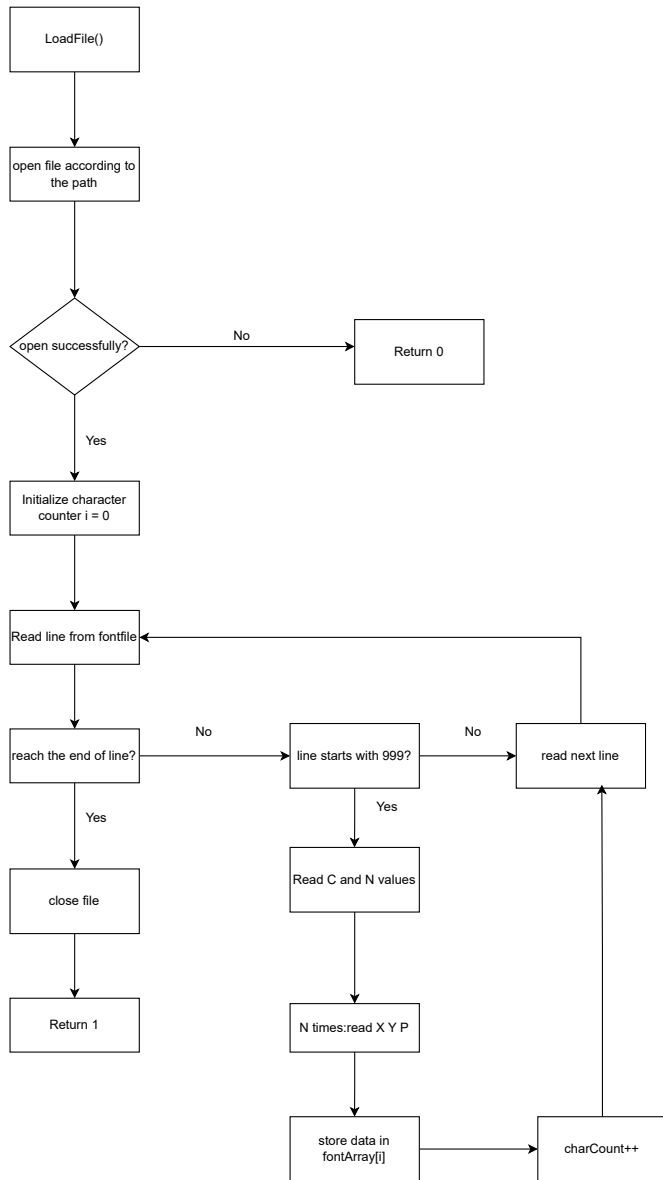 LoadFile()
open file according to
the path
open successfully?
No
Return 0
Yes
Initialize character
counter i = 0
Read line from fontfile
reach the end of line?
No
line starts with 999?
No
read next line
Yes
Yes
close file
Read C and N values
Return 1
N times:read X Y P
store data in
fontArray[i]
charCount++